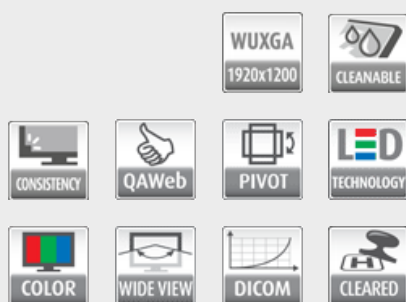 WUXGA
1920x1200
CLEANABLE
CONSISTENCY
QAWeb
PIVOT
LED
TECHNOLOGY
COLOR
WIDE VIEW
DICOM
CLEARED